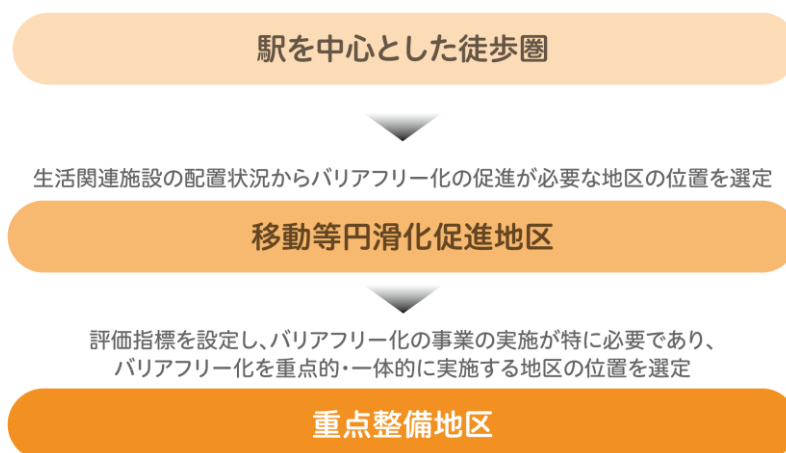 駅を中心とした徒歩圏
生活関連施設の配置状況からバリアフリー化の促進が必要な地区の位置を選定
移動等円滑化促進地区
評価指標を設定し、バリアフリー化の事業の実施が特に必要であり、
バリアフリー化を重点的・一体的に実施する地区の位置を選定
重点整備地区